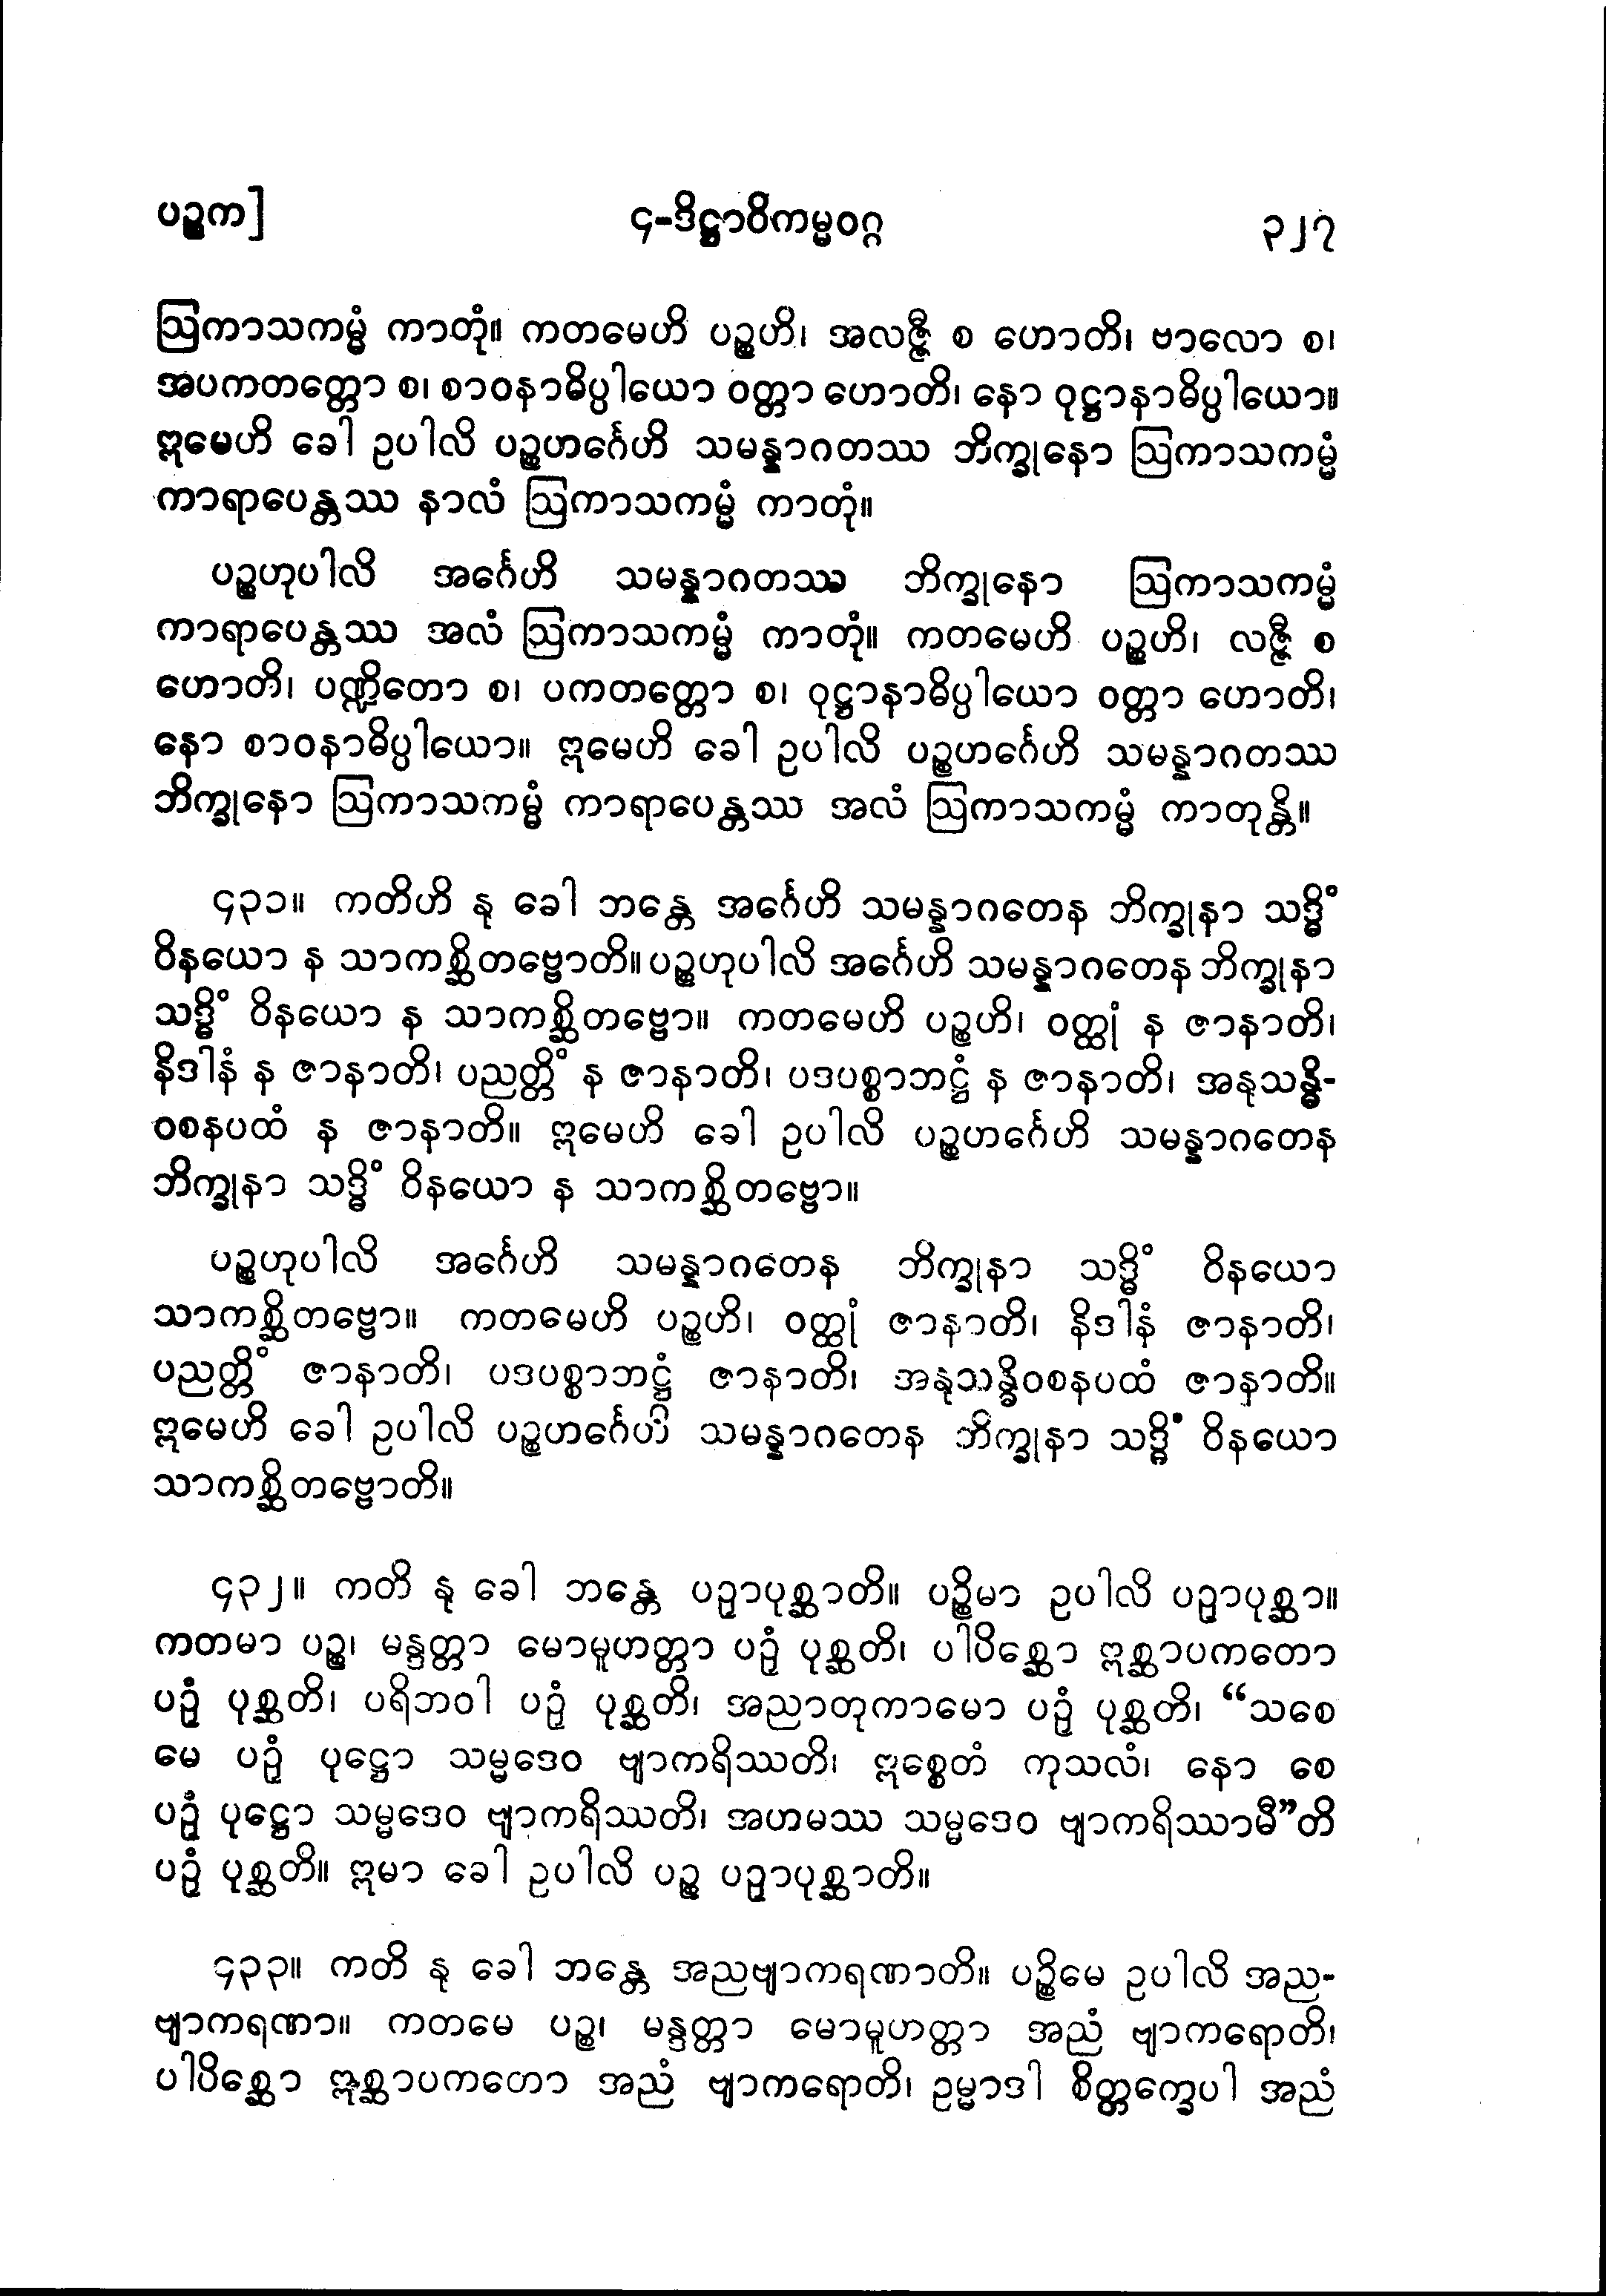 ပဉ္စက]
၄-ဒိဋ္ဌာဝိကမ္မဝဂ္ဂ
၃၂၇
ဩကာသကမ္မံ ကာတုံ။ ကတမေဟိ ပဉ္စဟိ၊ အလဇ္ဇီ စ ဟောတိ၊ ဗာလော စ၊
အပကတတ္တော စ၊ စာဝနာဓိပ္ပါယော ဝတ္တာ ဟောတိ၊ နော ဝုဋ္ဌာနာဓိပ္ပါယော။
ဣမေဟိ ခေါ ဥပါလိ ပဉ္စဟင်္ဂေဟိ သမန္နာဂတဿ ဘိက္ခုနော ဩကာသကမ္မံ
ကာရာပေန္တဿ နာလံ ဩကာသကမ္မံ ကာတုံ။
ပဉ္စဟုပါလိ အင်္ဂေဟိ သမန္နာဂတဿ ဘိက္ခုနော ဩကာသကမ္မံ
ကာရာပေန္တဿ အလံ ဩကာသကမ္မံ ကာတုံ။ ကတမေဟိ ပဉ္စဟိ၊ လဇ္ဇီ စ
ဟောတိ၊ ပဏ္ဍိတော စ၊ ပကတတ္တော စ၊ ဝုဋ္ဌာနာဓိပ္ပါယော ဝတ္တာ ဟောတိ၊
နော စာဝနာဓိပ္ပါယော။ ဣမေဟိ ခေါ ဥပါလိ ပဉ္စဟင်္ဂေဟိ သမန္နာဂတဿ
ဘိက္ခုနော ဩကာသကမ္မံ ကာရာပေန္တဿ အလံ ဩကာသကမ္မံ ကာတုန္တိ။
၄၃၁။ ကတိဟိ နု ခေါ ဘန္တေ အင်္ဂေဟိ သမန္နာဂတေန ဘိက္ခုနာ သဒ္ဓိံ
ဝိနယော န သာကစ္ဆိတဗ္ဗောတိ။ ပဉ္စဟုပါလိ အင်္ဂေဟိ သမန္နာဂတေန ဘိက္ခုနာ
သဒ္ဓိံ ဝိနယော န သာကစ္ဆိတဗ္ဗော။ ကတမေဟိ ပဉ္စဟိ၊ ဝတ္ထုံ န ဇာနာတိ၊
နိဒါနံ န ဇာနာတိ၊ ပညတ္တိံ န ဇာနာတိ၊ ပဒပစ္စာဘဋ္ဌံ န ဇာနာတိ၊ အနုသန္ဓိ-
ဝစနပထံ န ဇာနာတိ။ ဣမေဟိ ခေါ ဥပါလိ ပဉ္စဟင်္ဂေဟိ သမန္နာဂတေန
ဘိက္ခုနာ သဒ္ဓိံ ဝိနယော န သာကစ္ဆိတဗ္ဗော။
ပဉ္စဟုပါလိ အင်္ဂေဟိ သမန္နာဂတေန ဘိက္ခုနာ သဒ္ဓိံ ဝိနယော
သာကစ္ဆိတဗ္ဗော။ ကတမေဟိ ပဉ္စဟိ၊ ဝတ္ထုံ ဇာနာတိ၊ နိဒါနံ ဇာနာတိ၊
ပညတ္တိံ ဇာနာတိ၊ ပဒပစ္စာဘဋ္ဌံ ဇာနာတိ၊ အနုသန္ဓိဝစနပထံ ဇာနာတိ။
ဣမေဟိ ခေါ ဥပါလိ ပဉ္စဟင်္ဂေဟိ သမန္နာဂတေန ဘိက္ခုနာ သဒ္ဓိံ ဝိနယော
သာကစ္ဆိတဗ္ဗောတိ။
၄၃၂။ ကတိ နု ခေါ ဘန္တေ ပဉှာပုစ္ဆာတိ။ ပဉ္စိမာ ဥပါလိ ပဉှာပုစ္ဆာ။
ကတမာ ပဉ္စ၊ မန္ဒတ္တာ မောမူဟတ္တာ ပဉှံ ပုစ္ဆတိ၊ ပါပိစ္ဆော ဣစ္ဆာပကတော
ပဉှံ ပုစ္ဆတိ၊ ပရိဘဝါ ပဉှံ ပုစ္ဆတိ၊ အညာတုကာမော ပဉှံ ပုစ္ဆတိ၊ “သစေ
မေ ပဉှံ ပုဋ္ဌော သမ္မဒေဝ ဗျာကရိဿတိ၊ ဣစ္စေတံ ကုသလံ၊ နော စေ
ပဉှံ ပုဋ္ဌော သမ္မဒေဝ ဗျာကရိဿတိ၊ အဟမဿ သမ္မဒေဝ ဗျာကရိဿာမီ”တိ
ပဉှံ ပုစ္ဆတိ။ ဣမာ ခေါ ဥပါလိ ပဉ္စ ပဉှာပုစ္ဆာတိ။
၄၃၃။ ကတိ နု ခေါ ဘန္တေ အညဗျာကရဏာတိ။ ပဉ္စိမေ ဥပါလိ အည-
ဗျာကရဏာ။ ကတမေ ပဉ္စ၊ မန္ဒတ္တာ မောမူဟတ္တာ အညံ ဗျာကရောတိ၊
ပါပိစ္ဆော ဣစ္ဆာပကတော အညံ ဗျာကရောတိ၊ ဥမ္မာဒါ စိတ္တက္ခေပါ အညံ